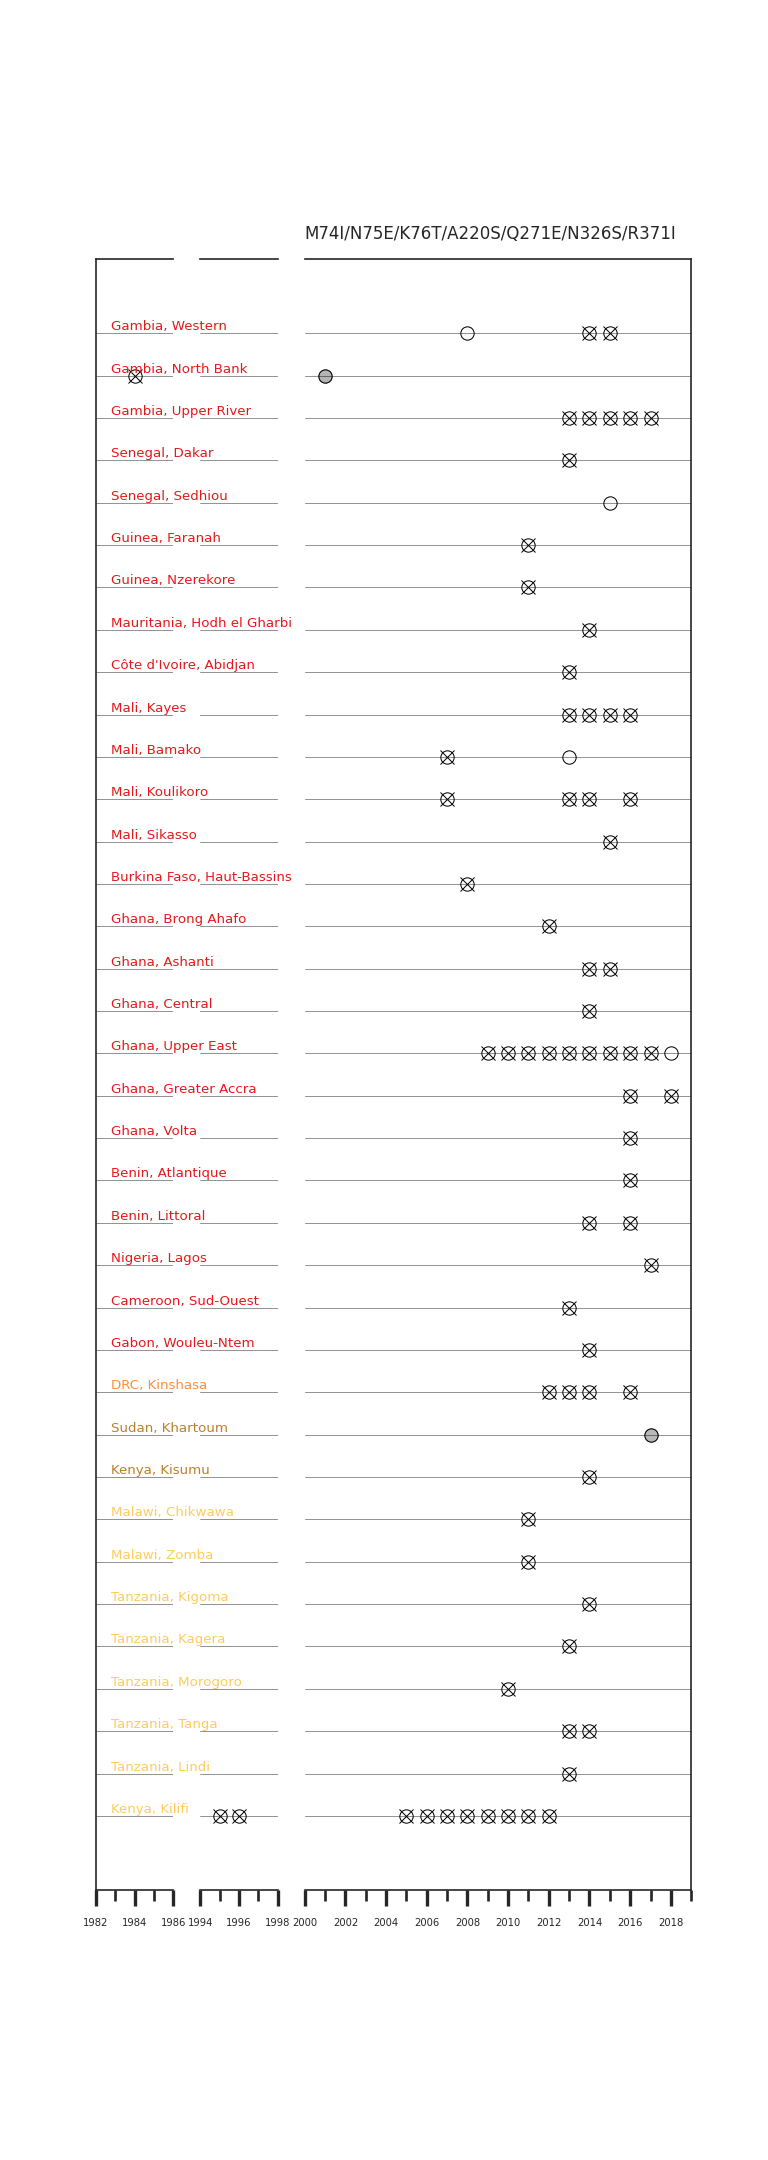 M74I/N75E/K76T/A220S/Q271E/N326S/R371I
Gambia, Western
Gambia, North Bank
Gambia, Upper River
Senegal, Dakar
Senegal, Sedhiou
Guinea, Faranah
Guinea, Nzerekore
Mauritania, Hodh el Gharbi
Côte d'Ivoire, Abidjan
Mali, Kayes
Mali, Bamako
Mali, Koulikoro
Mali, Sikasso
Burkina Faso, Haut-Bassins
Ghana, Brong Ahafo
Ghana, Ashanti
Ghana, Central
Ghana, Upper East
Ghana, Greater Accra
Ghana, Volta
Benin, Atlantique
Benin, Littoral
Nigeria, Lagos
Cameroon, Sud-Ouest
Gabon, Wouleu-Ntem
DRC, Kinshasa
Sudan, Khartoum
Kenya, Kisumu
Malawi, Chikwawa
Malawi, Zomba
Tanzania, Kigoma
Tanzania, Kagera
Tanzania, Morogoro
Tanzania, Tanga
Tanzania, Lindi
Kenya, Kilifi
1982 1984 1986 1994 1996 1998 2000 2002 2004 2006 2008 2010 2012 2014 2016 2018